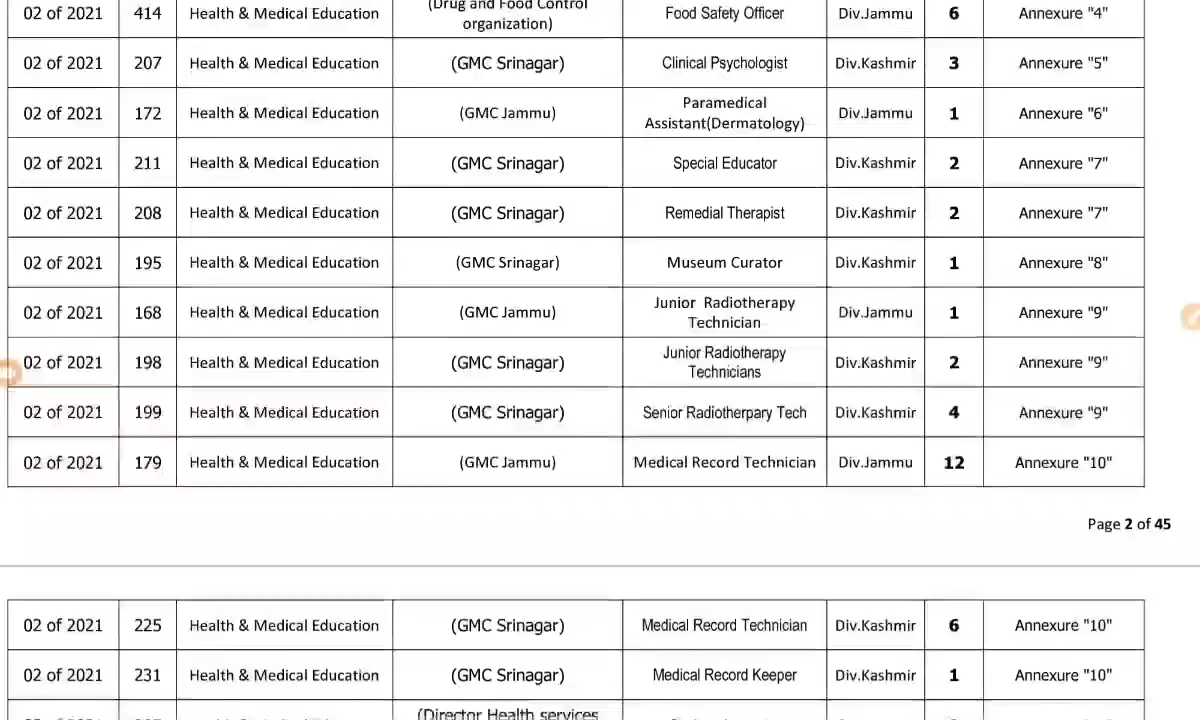 02 of 2021 414 Health & Medical Education (Drug and Food Control organization) Food Safety Officer Div.Jammu 6 Annexure "4"
02 of 2021 207 Health & Medical Education (GMC Srinagar) Clinical Psychologist Div.Kashmir 3 Annexure "5"
02 of 2021 172 Health & Medical Education (GMC Jammu) Paramedical Assistant(Dermatology) Div.Jammu 1 Annexure "6"
02 of 2021 211 Health & Medical Education (GMC Srinagar) Special Educator Div.Kashmir 2 Annexure "7"
02 of 2021 208 Health & Medical Education (GMC Srinagar) Remedial Therapist Div.Kashmir 2 Annexure "7"
02 of 2021 195 Health & Medical Education (GMC Srinagar) Museum Curator Div.Kashmir 1 Annexure "8"
02 of 2021 168 Health & Medical Education (GMC Jammu) Junior Radiotherapy Technician Div.Jammu 1 Annexure "9"
02 of 2021 198 Health & Medical Education (GMC Srinagar) Junior Radiotherapy Technicians Div.Kashmir 2 Annexure "9"
02 of 2021 199 Health & Medical Education (GMC Srinagar) Senior Radiotherpary Tech Div.Kashmir 4 Annexure "9"
02 of 2021 179 Health & Medical Education (GMC Jammu) Medical Record Technician Div.Jammu 12 Annexure "10"
Page 2 of 45
02 of 2021 225 Health & Medical Education (GMC Srinagar) Medical Record Technician Div.Kashmir 6 Annexure "10"
02 of 2021 231 Health & Medical Education (GMC Srinagar) Medical Record Keeper Div.Kashmir 1 Annexure "10"
(Director Health services